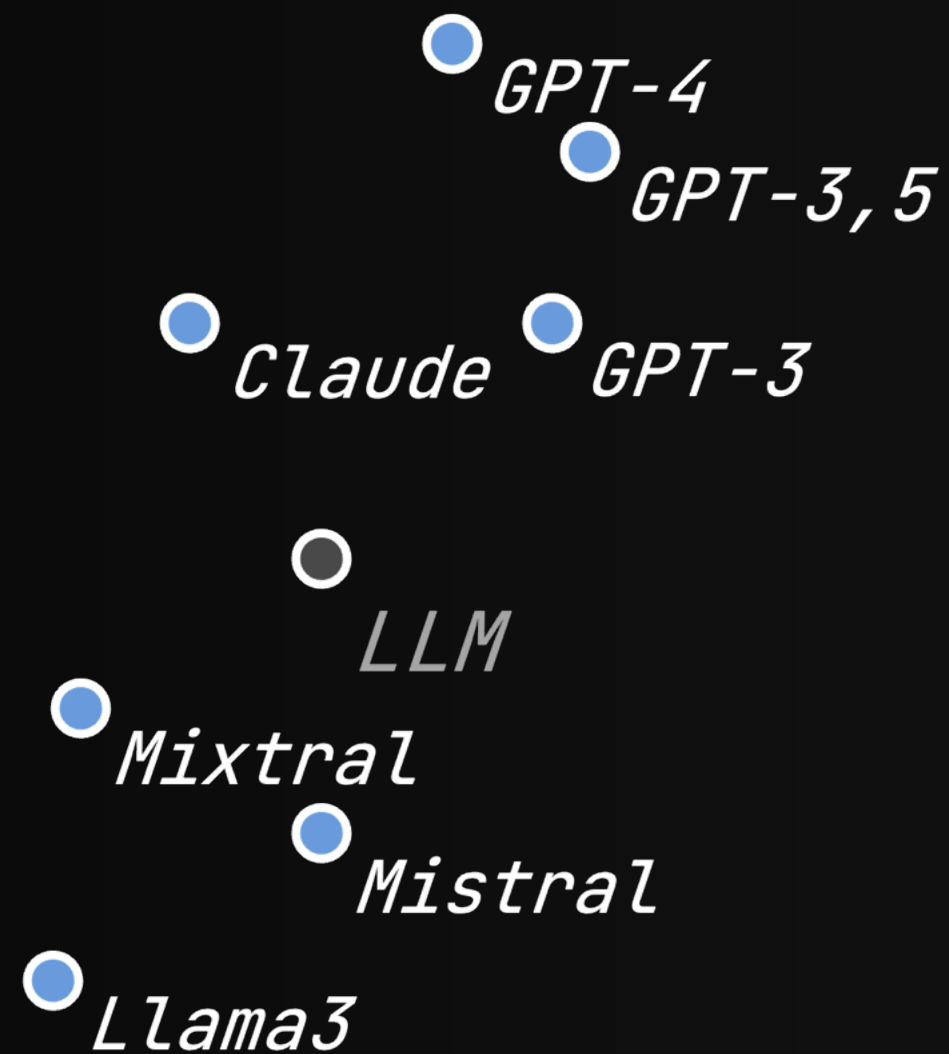 GPT-4
GPT-3,5
Claude
GPT-3
LLM
Mixtral
Mistral
Llama3